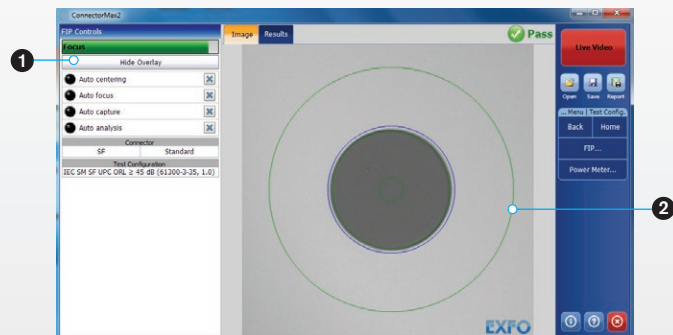 ConnectorMax2
FIP Controls
Focus
Hide Overlay
Auto centering
Auto focus
Auto capture
Auto analysis
Connector
SF Standard
Test Configuration
IEC SM SF UPC ORL ≥ 45 dB (61300-3-35, 1.0)
Image Results
Pass
EXFO
Live Video
Open Save Report
... Menu | Test Config.
Back Home
FIP...
Power Meter...
1
2